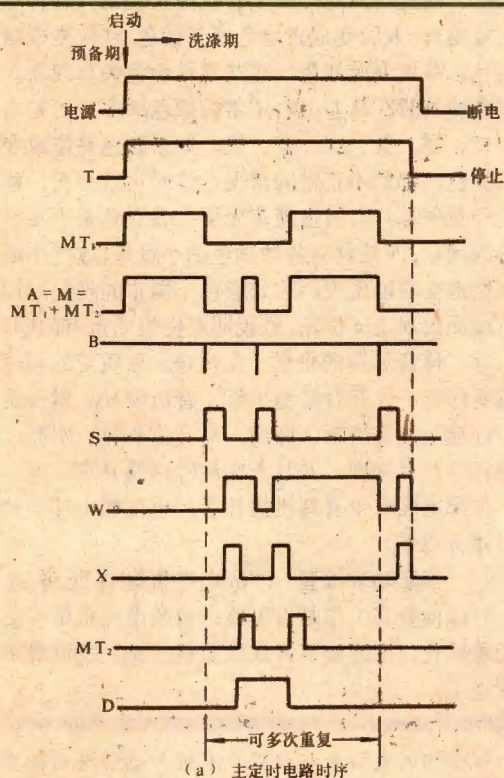 启动
预备期
洗涤期
电源
断电
T
停止
MT₁
A = M =
MT₁ + MT₂
B
S
W
X
MT₂
D
可多次重复
(a) 主定时电路时序